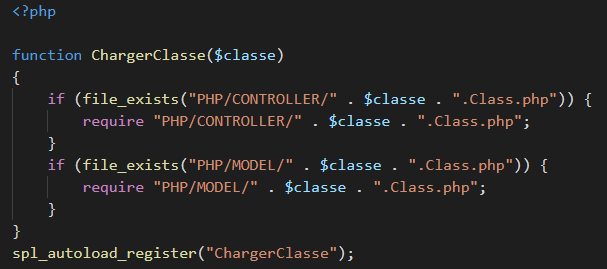 <?php
function ChargerClasse($classe)
{
    if (file_exists("PHP/CONTROLLER/" . $classe . ".Class.php")) {
        require "PHP/CONTROLLER/" . $classe . ".Class.php";
    }
    if (file_exists("PHP/MODEL/" . $classe . ".Class.php")) {
        require "PHP/MODEL/" . $classe . ".Class.php";
    }
}
spl_autoload_register("ChargerClasse");